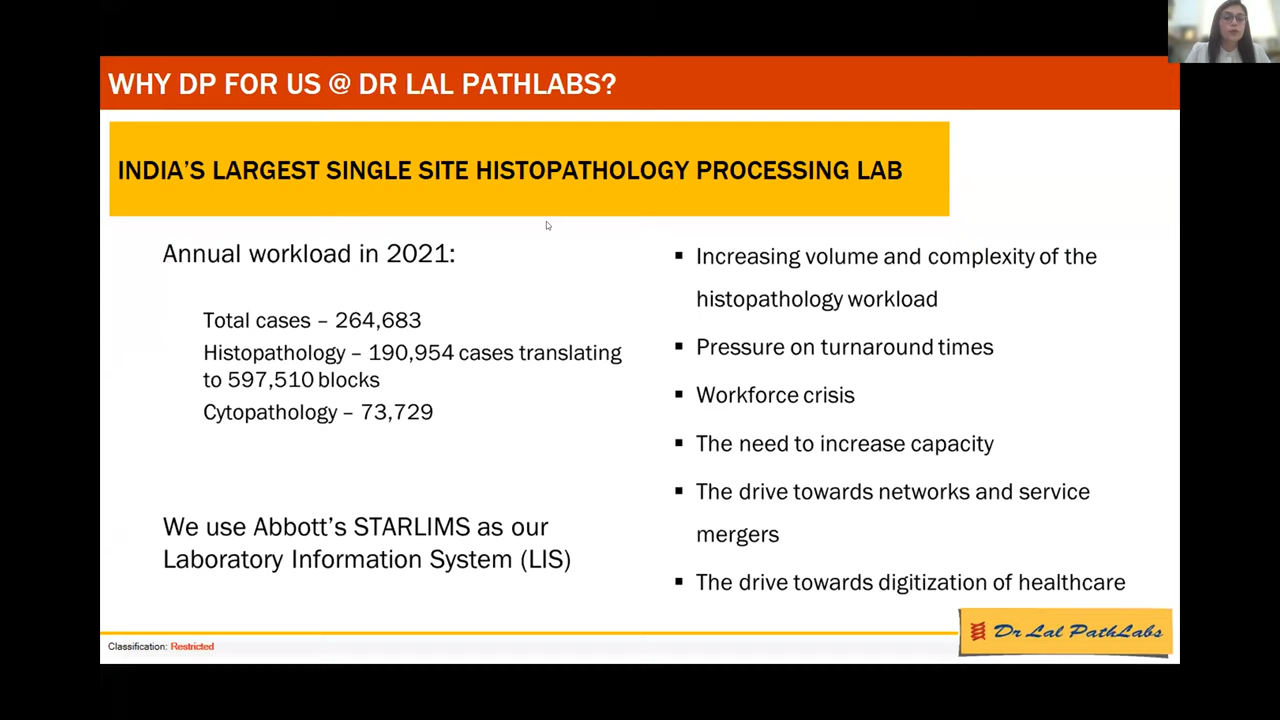 WHY DP FOR US @ DR LAL PATHLABS?
INDIA'S LARGEST SINGLE SITE HISTOPATHOLOGY PROCESSING LAB
Annual workload in 2021:
Total cases – 264,683
Histopathology – 190,954 cases translating
to 597,510 blocks
Cytopathology – 73,729
We use Abbott's STARLIMS as our
Laboratory Information System (LIS)
▪ Increasing volume and complexity of the
histopathology workload
▪ Pressure on turnaround times
▪ Workforce crisis
▪ The need to increase capacity
▪ The drive towards networks and service
mergers
▪ The drive towards digitization of healthcare
Classification: Restricted
Dr Lal PathLabs